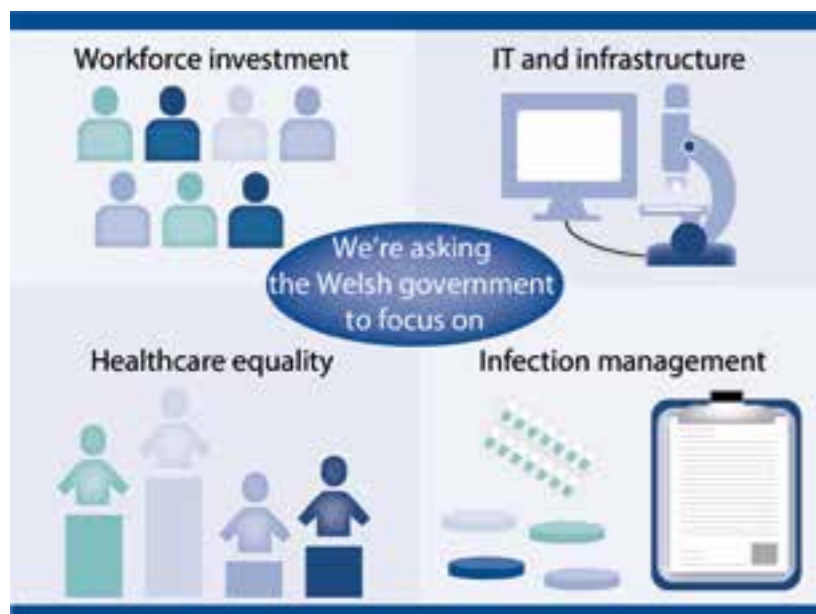 Workforce investment
IT and infrastructure
We're asking
the Welsh government
to focus on
Healthcare equality
Infection management